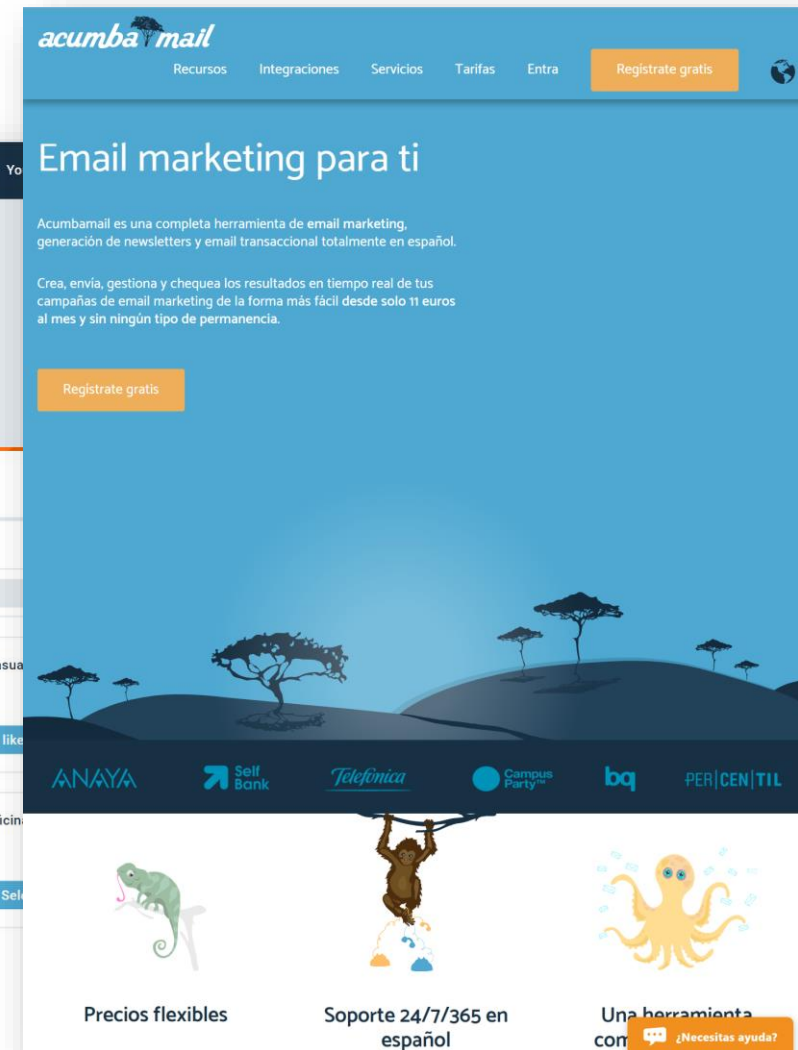 acumba mail
Recursos Integraciones Servicios Tarifas Entra Regístrate gratis
Email marketing para ti
Acumbamail es una completa herramienta de email marketing,
generación de newsletters y email transaccional totalmente en español.
Crea, envía, gestiona y chequea los resultados en tiempo real de tus
campañas de email marketing de la forma más fácil desde solo 11 euros
al mes y sin ningún tipo de permanencia.
Regístrate gratis
ANAYA
Self
Bank
Telefónica
Campus
Party™
bq
PER|CEN|TIL
Precios flexibles
Soporte 24/7/365 en
español
Una herramienta
¿Necesitas ayuda?
like